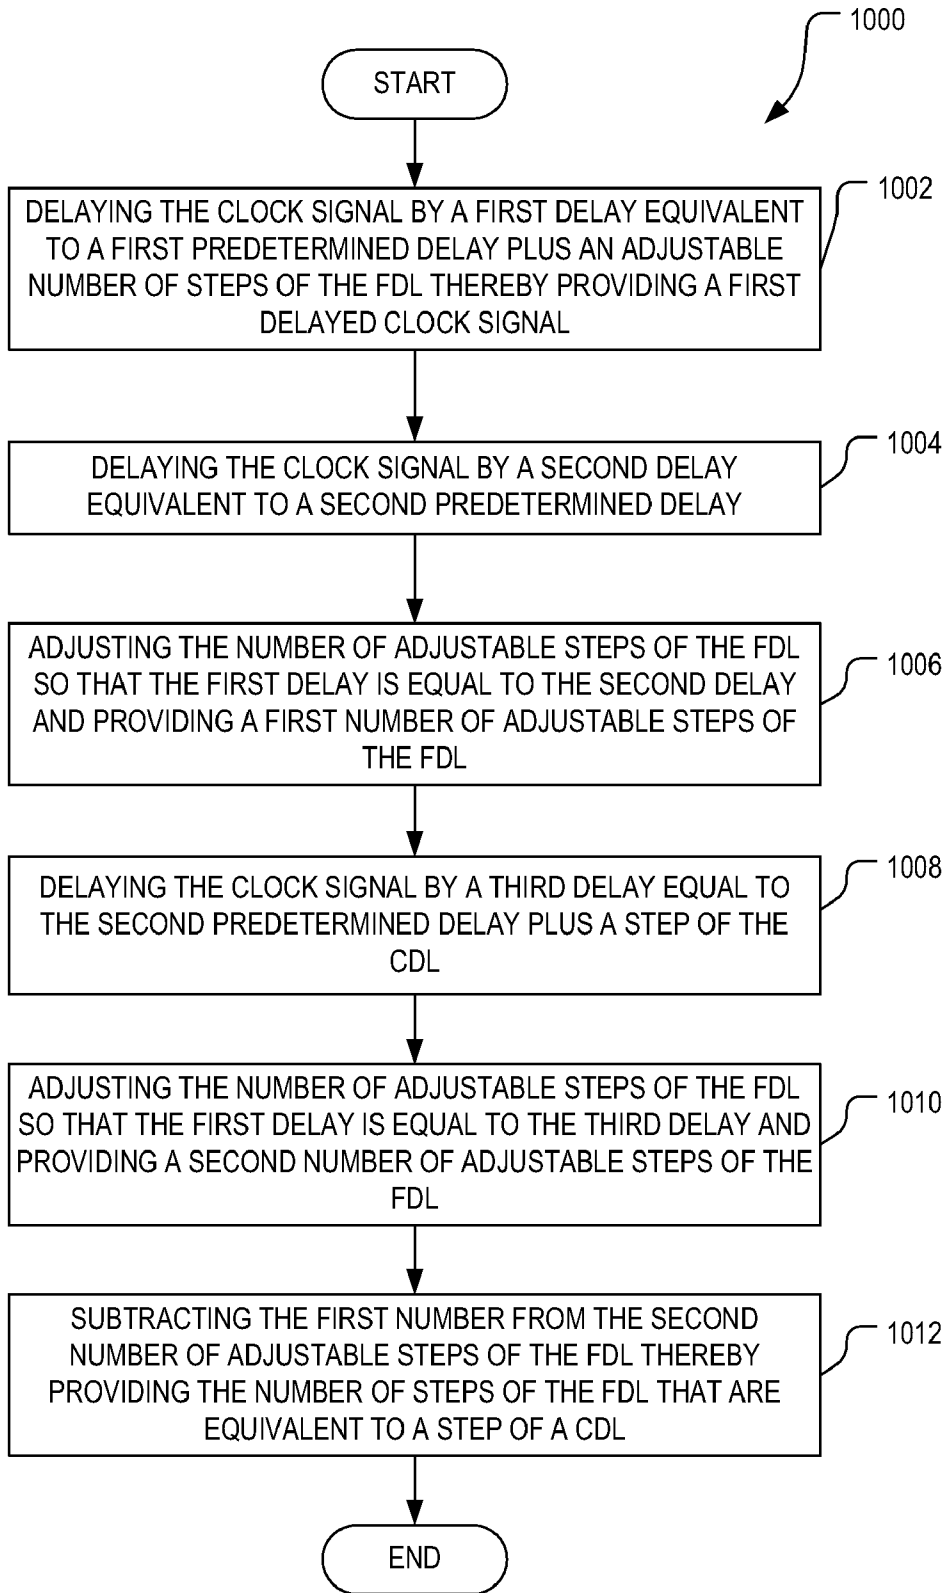 1000
START
1002
DELAYING THE CLOCK SIGNAL BY A FIRST DELAY EQUIVALENT
TO A FIRST PREDETERMINED DELAY PLUS AN ADJUSTABLE
NUMBER OF STEPS OF THE FDL THEREBY PROVIDING A FIRST
DELAYED CLOCK SIGNAL
1004
DELAYING THE CLOCK SIGNAL BY A SECOND DELAY
EQUIVALENT TO A SECOND PREDETERMINED DELAY
1006
ADJUSTING THE NUMBER OF ADJUSTABLE STEPS OF THE FDL
SO THAT THE FIRST DELAY IS EQUAL TO THE SECOND DELAY
AND PROVIDING A FIRST NUMBER OF ADJUSTABLE STEPS OF
THE FDL
1008
DELAYING THE CLOCK SIGNAL BY A THIRD DELAY EQUAL TO
THE SECOND PREDETERMINED DELAY PLUS A STEP OF THE
CDL
1010
ADJUSTING THE NUMBER OF ADJUSTABLE STEPS OF THE FDL
SO THAT THE FIRST DELAY IS EQUAL TO THE THIRD DELAY AND
PROVIDING A SECOND NUMBER OF ADJUSTABLE STEPS OF THE
FDL
1012
SUBTRACTING THE FIRST NUMBER FROM THE SECOND
NUMBER OF ADJUSTABLE STEPS OF THE FDL THEREBY
PROVIDING THE NUMBER OF STEPS OF THE FDL THAT ARE
EQUIVALENT TO A STEP OF A CDL
END